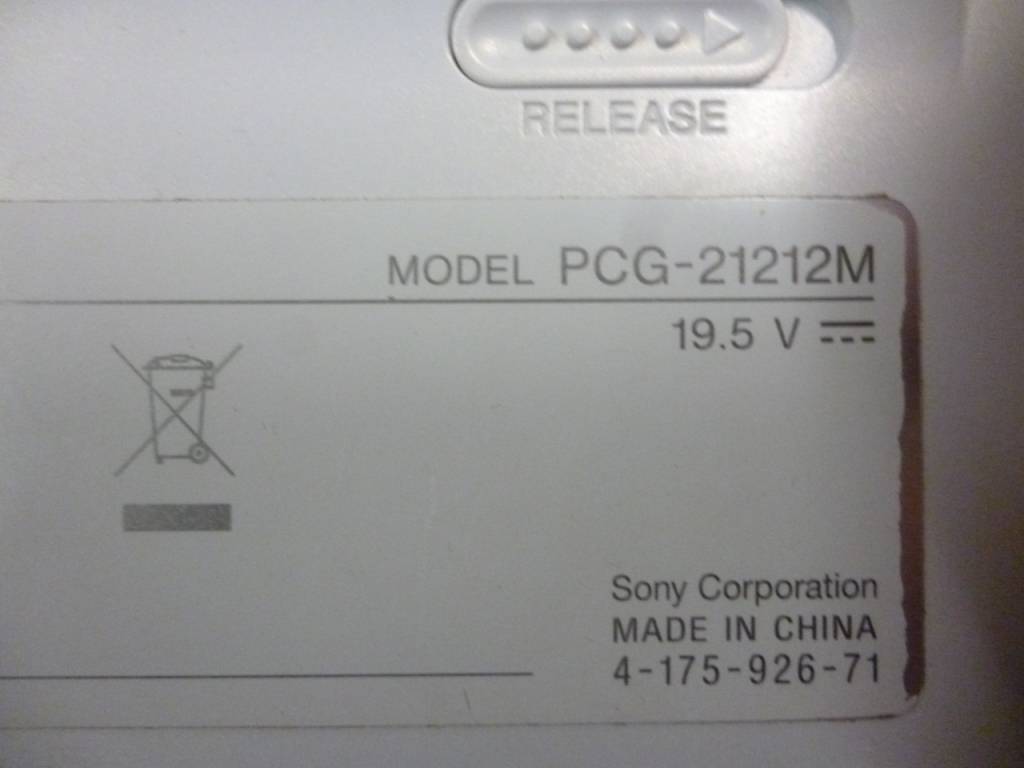 RELEASE
MODEL PCG-21212M
19.5 V
Sony Corporation
MADE IN CHINA
4-175-926-71